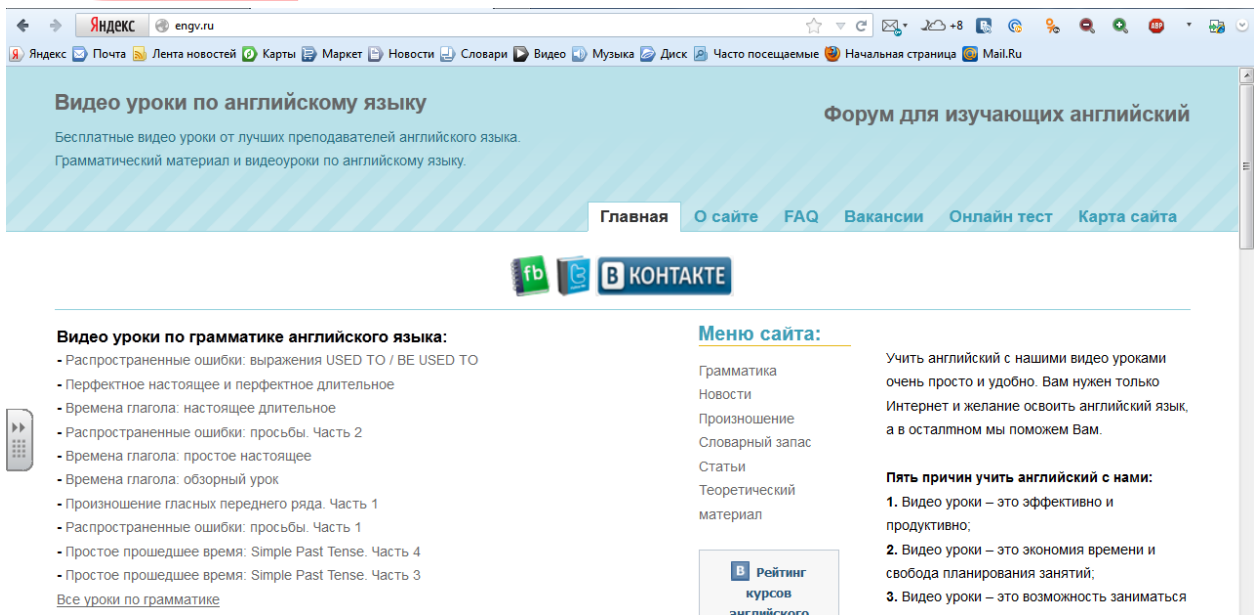 Яндекс engv.ru +8
Яндекс Почта Лента новостей Карты Маркет Новости Словари Видео Музыка Диск Часто посещаемые Начальная страница Mail.Ru
Видео уроки по английскому языку
Форум для изучающих английский
Бесплатные видео уроки от лучших преподавателей английского языка.
Грамматический материал и видеоуроки по английскому языку.
Главная О сайте FAQ Вакансии Онлайн тест Карта сайта
fb В КОНТАКТЕ
Видео уроки по грамматике английского языка:
- Распространенные ошибки: выражения USED TO / BE USED TO
- Перфектное настоящее и перфектное длительное
- Времена глагола: настоящее длительное
- Распространенные ошибки: просьбы. Часть 2
- Времена глагола: простое настоящее
- Времена глагола: обзорный урок
- Произношение гласных переднего ряда. Часть 1
- Распространенные ошибки: просьбы. Часть 1
- Простое прошедшее время: Simple Past Tense. Часть 4
- Простое прошедшее время: Simple Past Tense. Часть 3
Все уроки по грамматике
Меню сайта:
Грамматика
Новости
Произношение
Словарный запас
Статьи
Теоретический
материал
В Рейтинг
курсов
английского
Учить английский с нашими видео уроками
очень просто и удобно. Вам нужен только
Интернет и желание освоить английский язык,
а в осталтном мы поможем Вам.
Пять причин учить английский с нами:
1. Видео уроки – это эффективно и
продуктивно;
2. Видео уроки – это экономия времени и
свобода планирования занятий;
3. Видео уроки – это возможность заниматься